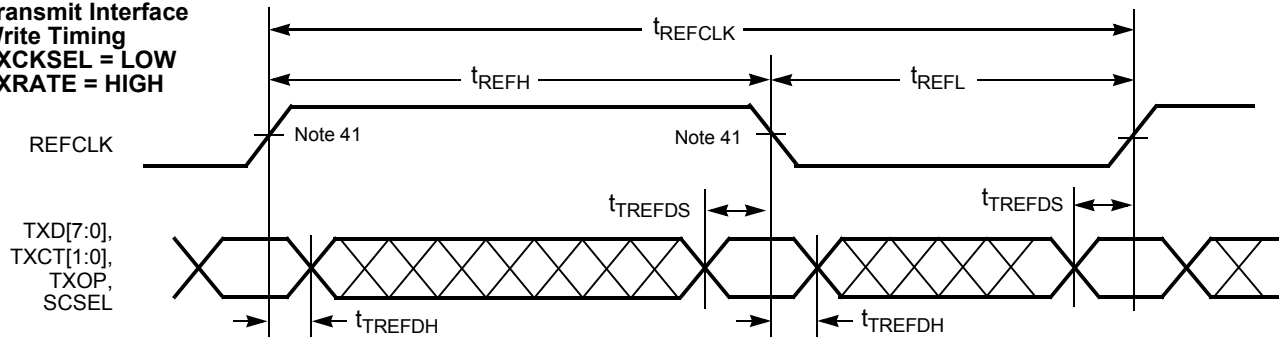 ransmit Interface
Write Timing
XCKSEL = LOW
XRATE = HIGH
tREFCLK
tREFH
tREFL
REFCLK
Note 41
Note 41
tTREFDS
tTREFDS
TXD[7:0],
TXCT[1:0],
TXOP,
SCSEL
tTREFDH
tTREFDH